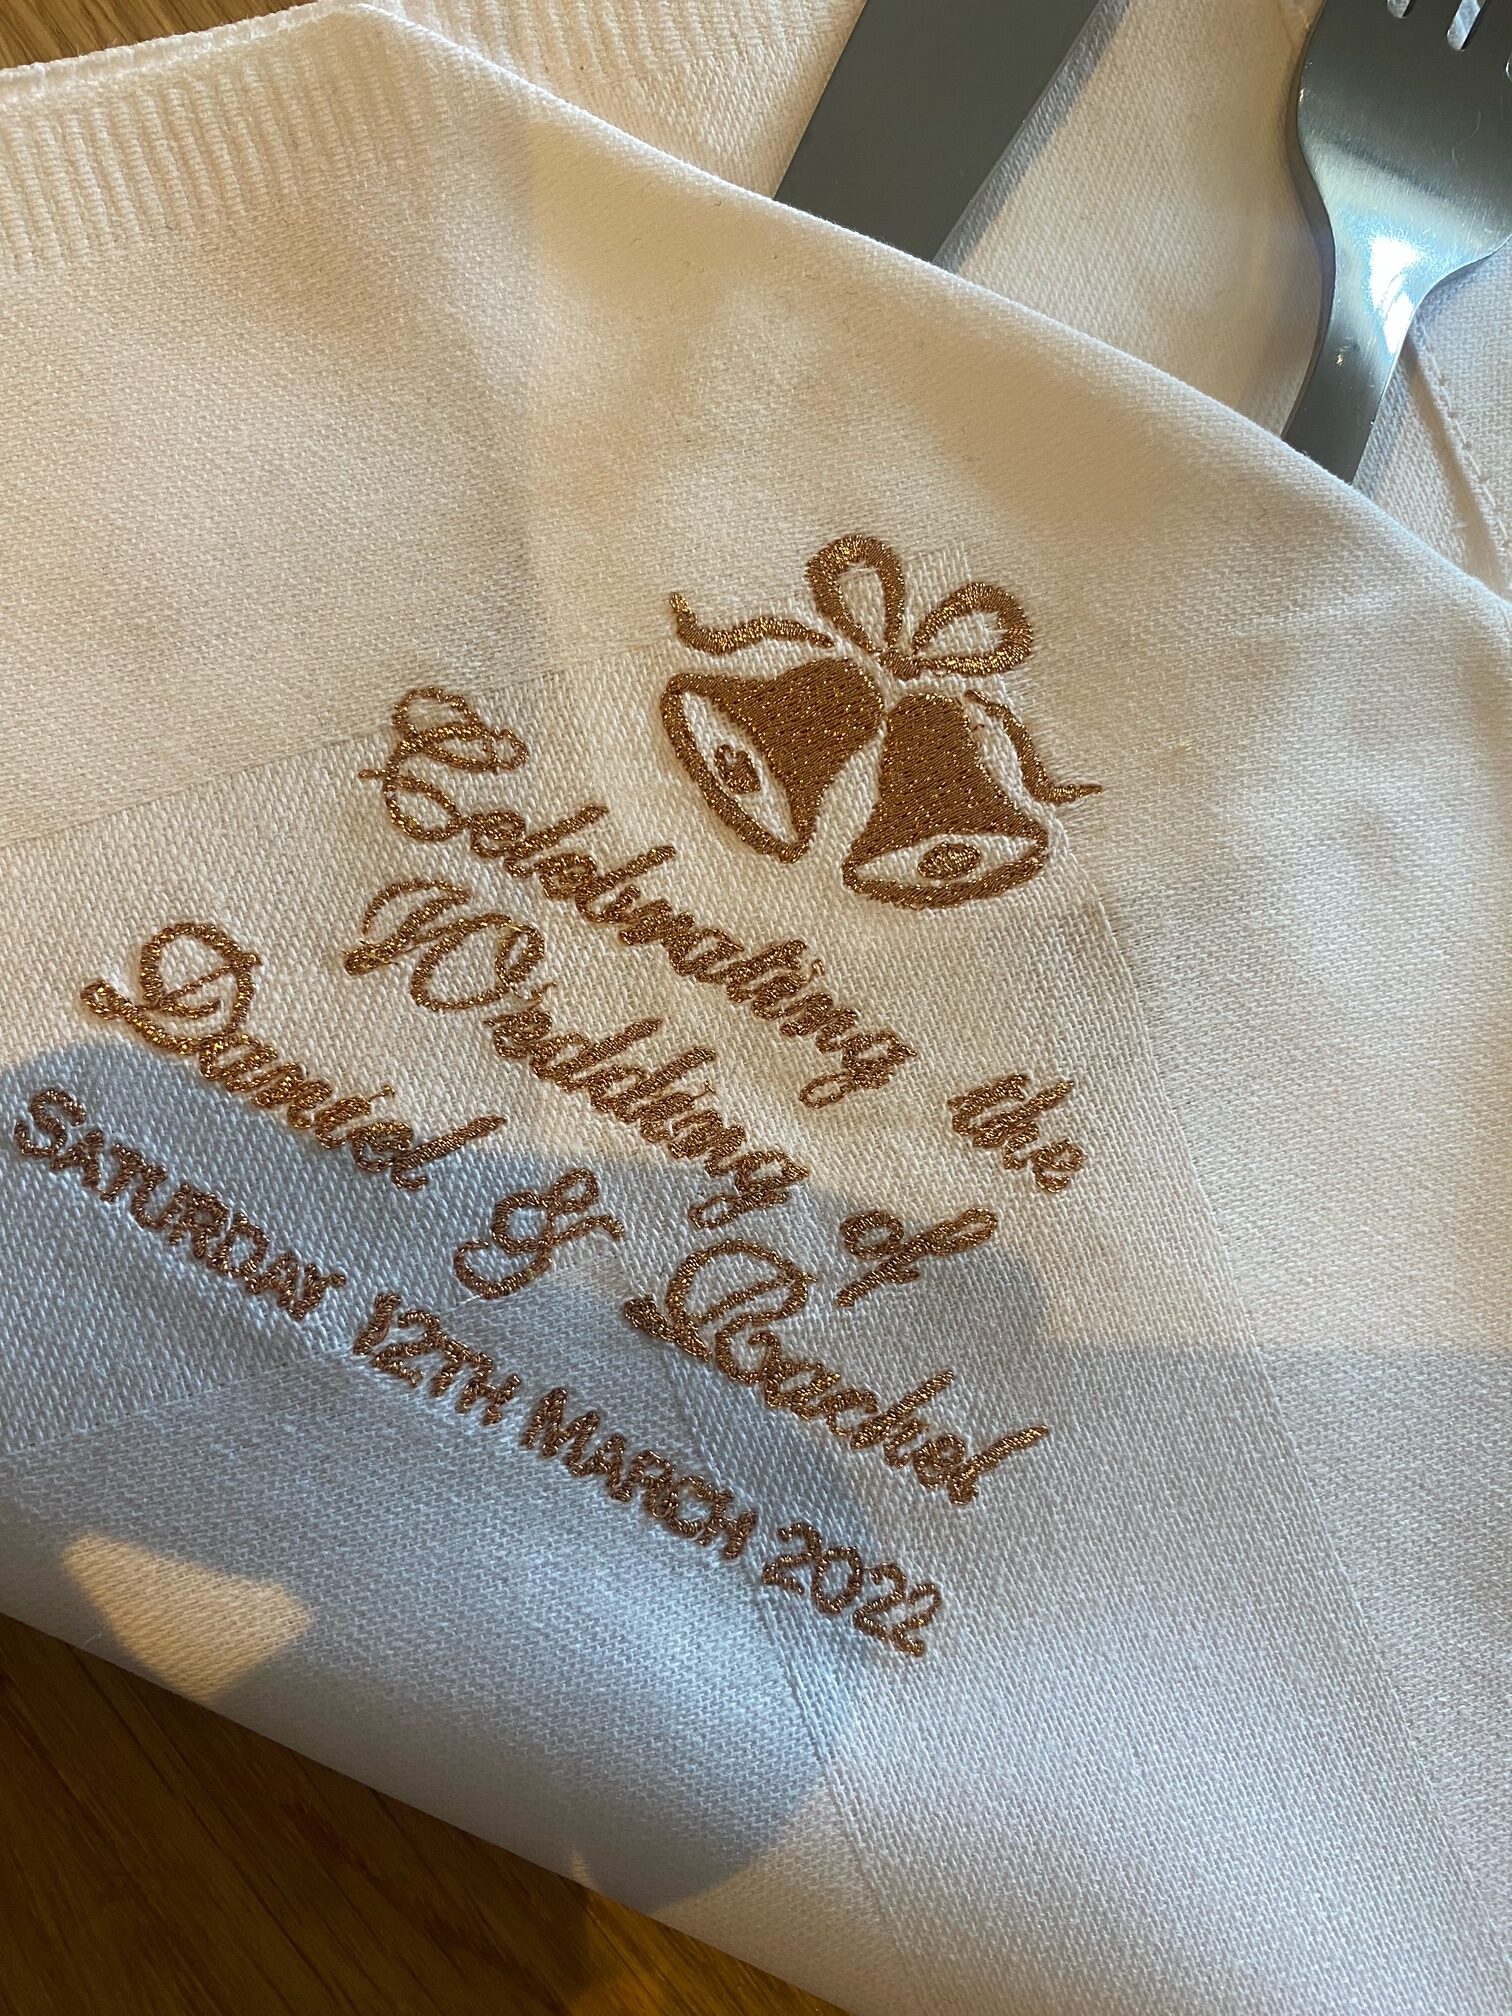 Celebrating the
Wedding of
Daniel & Rachel
SATURDAY 12TH MARCH 2022